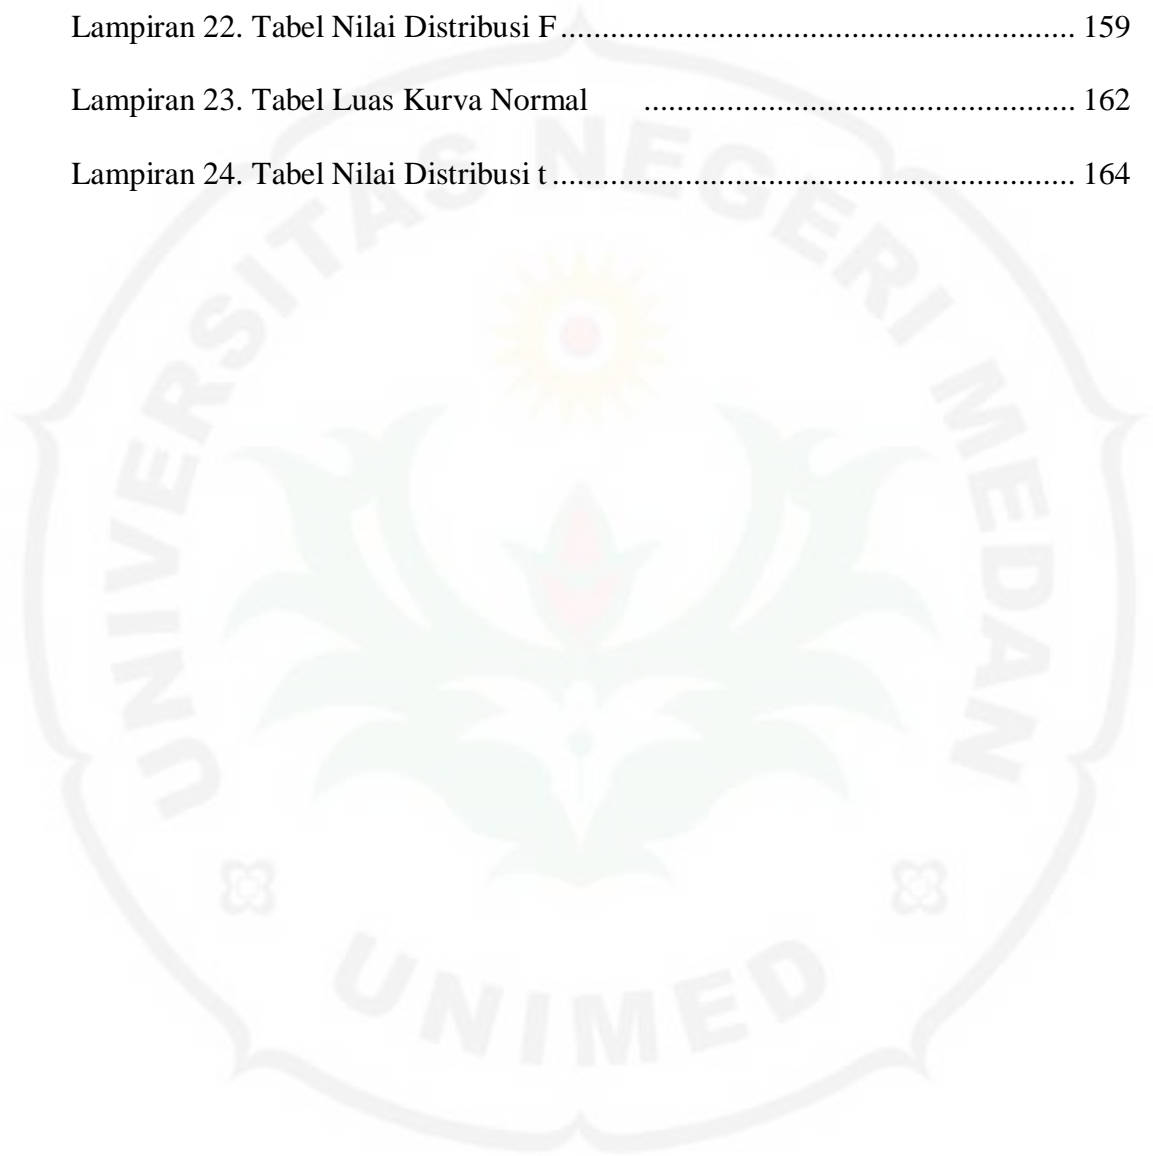 Lampiran 22. Tabel Nilai Distribusi F.............................................................. 159
Lampiran 23. Tabel Luas Kurva Normal .................................................... 162
Lampiran 24. Tabel Nilai Distribusi t............................................................... 164
UNIVERSITAS NEGERI MEDAN
UNIMED